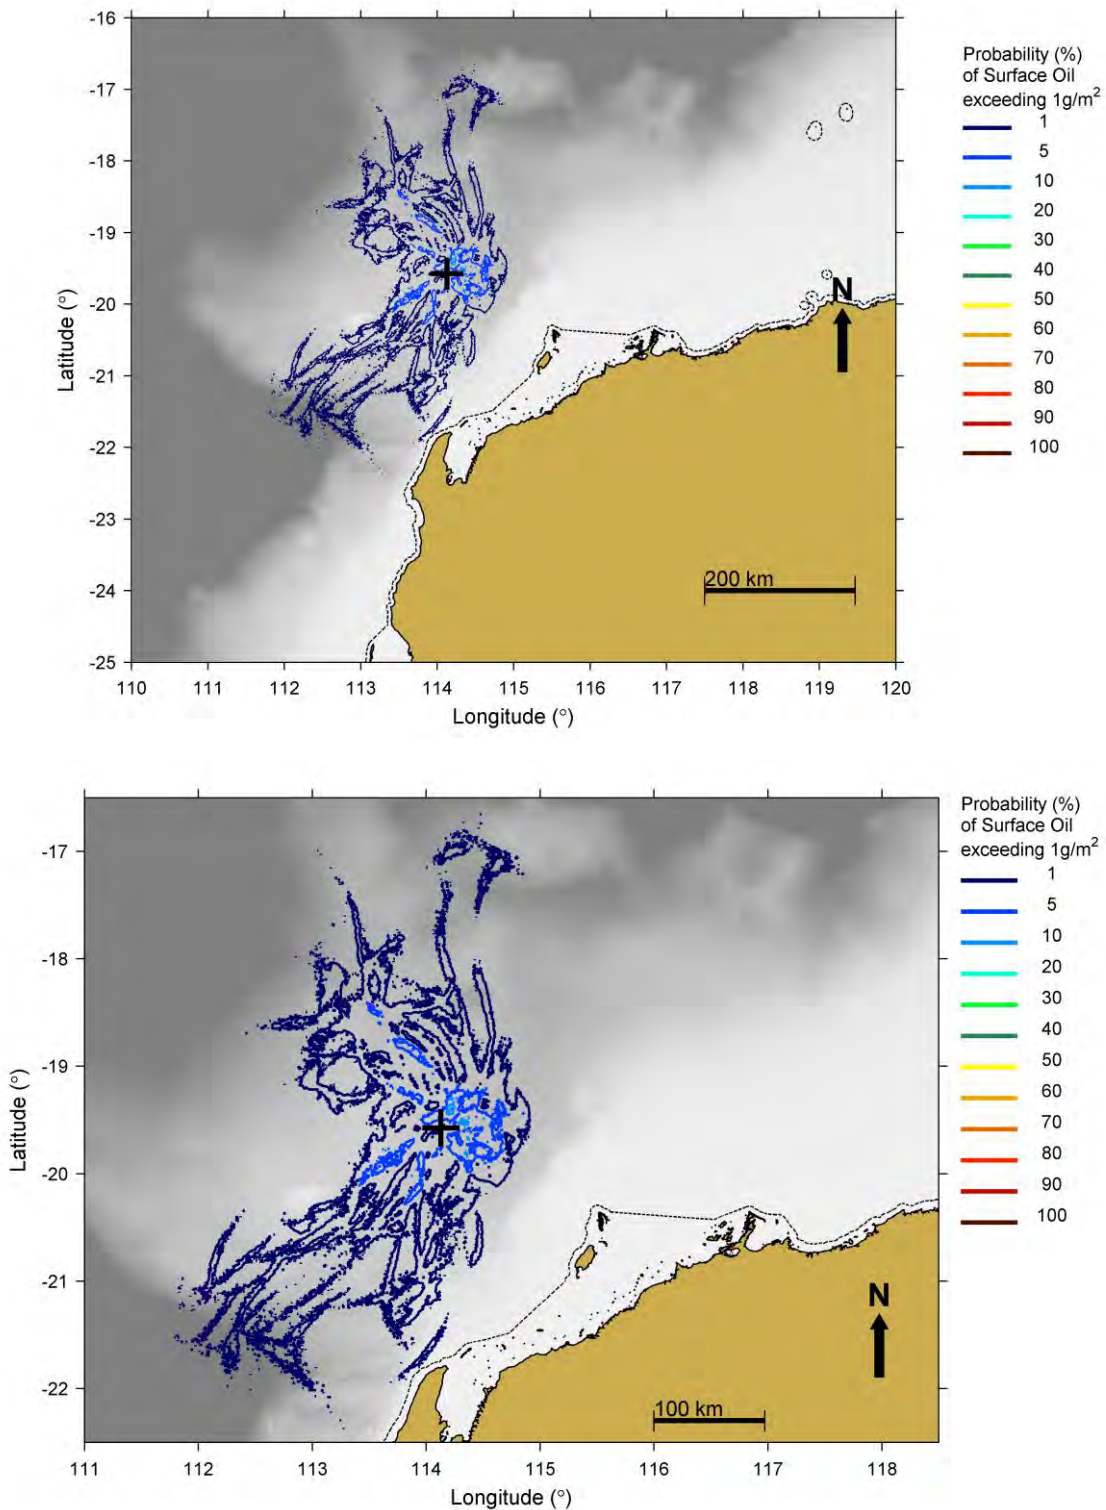 -16
-17
-18
-19
-20
-21
-22
-23
-24
-25
Latitude (°)
110 111 112 113 114 115 116 117 118 119 120
Longitude (°)
N
200 km
Probability (%)
of Surface Oil
exceeding 1g/m²
1
5
10
20
30
40
50
60
70
80
90
100
-17
-18
-19
-20
-21
-22
Latitude (°)
111 112 113 114 115 116 117 118
Longitude (°)
N
100 km
Probability (%)
of Surface Oil
exceeding 1g/m²
1
5
10
20
30
40
50
60
70
80
90
100